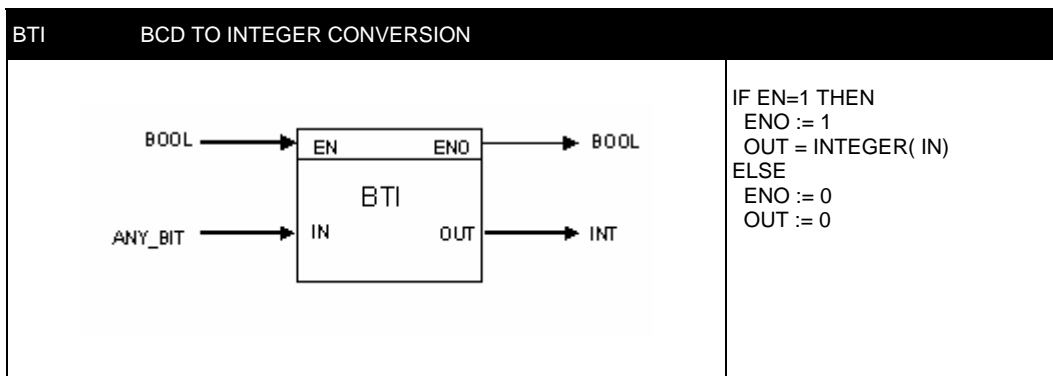 BTI BCD TO INTEGER CONVERSION
BOOL EN ENO BOOL
BTI
ANY_BIT IN OUT INT
IF EN=1 THEN
ENO := 1
OUT = INTEGER( IN)
ELSE
ENO := 0
OUT := 0